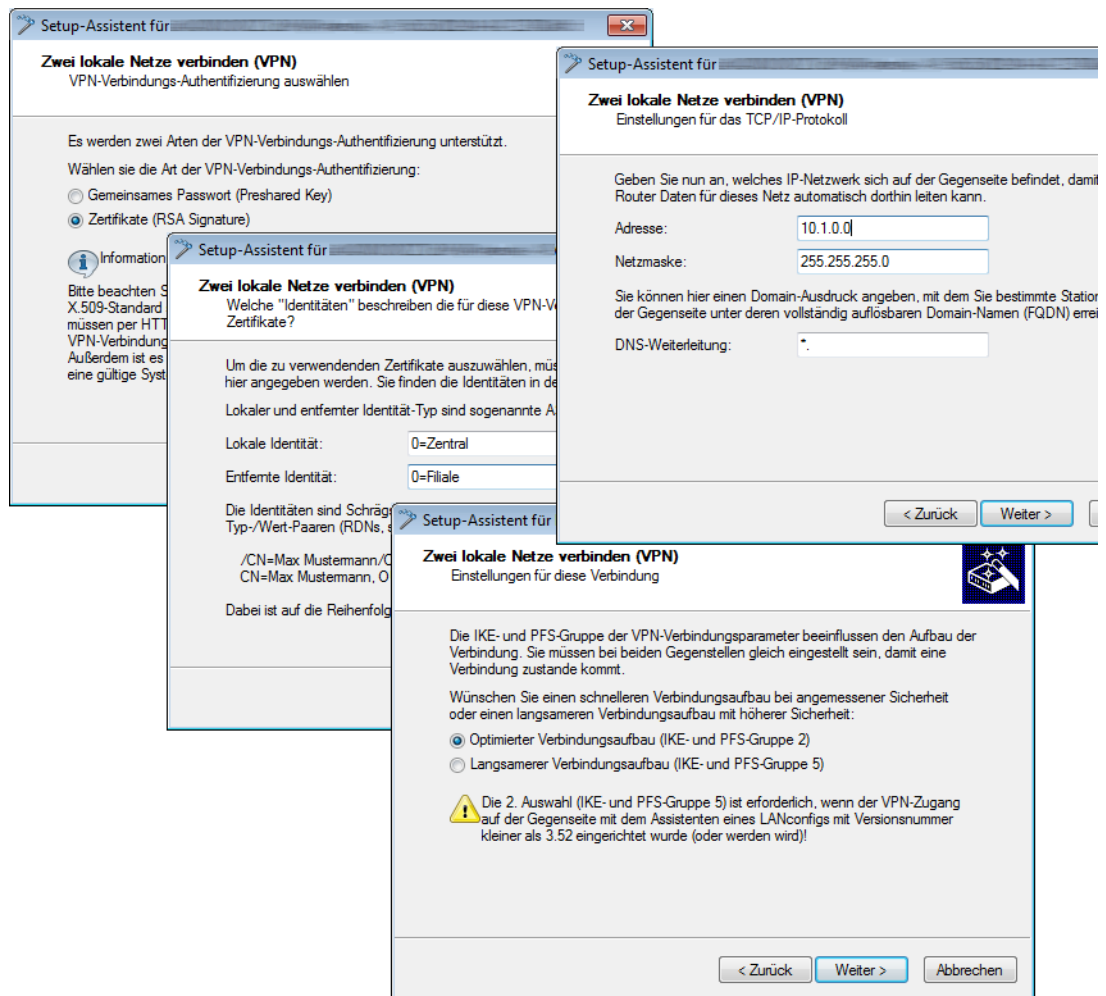 Setup-Assistent für
Zwei lokale Netze verbinden (VPN)
VPN-Verbindungs-Authentifizierung auswählen
Es werden zwei Arten der VPN-Verbindungs-Authentifizierung unterstützt.
Wählen sie die Art der VPN-Verbindungs-Authentifizierung:
Gemeinsames Passwort (Preshared Key)
Zertifikate (RSA Signature)
Information
Bitte beachten S
X.509-Standard
müssen per HTT
VPN-Verbindung
Außerdem ist es
eine gültige Syst
Setup-Assistent für
Zwei lokale Netze verbinden (VPN)
Welche "Identitäten" beschreiben die für diese VPN-V
Zertifikate?
Um die zu verwendenden Zertifikate auszuwählen, müs
hier angegeben werden. Sie finden die Identitäten in de
Lokaler und entfernter Identität-Typ sind sogenannte A
Lokale Identität: 0=Zentral
Entfernte Identität: 0=Filiale
Die Identitäten sind Schrägs
Typ-/Wert-Paaren (RDNs, s
/CN=Max Mustermann/O
CN=Max Mustermann, O
Dabei ist auf die Reihenfolg
Setup-Assistent für
Zwei lokale Netze verbinden (VPN)
Einstellungen für das TCP/IP-Protokoll
Geben Sie nun an, welches IP-Netzwerk sich auf der Gegenseite befindet, damit
Router Daten für dieses Netz automatisch dorthin leiten kann.
Adresse: 10.1.0.0
Netzmaske: 255.255.255.0
Sie können hier einen Domain-Ausdruck angeben, mit dem Sie bestimmte Station
der Gegenseite unter deren vollständig auflösbaren Domain-Namen (FQDN) errei
DNS-Weiterleitung: *.
< Zurück Weiter >
Setup-Assistent für
Zwei lokale Netze verbinden (VPN)
Einstellungen für diese Verbindung
Die IKE- und PFS-Gruppe der VPN-Verbindungsparameter beeinflussen den Aufbau der
Verbindung. Sie müssen bei beiden Gegenstellen gleich eingestellt sein, damit eine
Verbindung zustande kommt.
Wünschen Sie einen schnelleren Verbindungsaufbau bei angemessener Sicherheit
oder einen langsameren Verbindungsaufbau mit höherer Sicherheit:
Optimierter Verbindungsaufbau (IKE- und PFS-Gruppe 2)
Langsamerer Verbindungsaufbau (IKE- und PFS-Gruppe 5)
Die 2. Auswahl (IKE- und PFS-Gruppe 5) ist erforderlich, wenn der VPN-Zugang
auf der Gegenseite mit dem Assistenten eines LANconfigs mit Versionsnummer
kleiner als 3.52 eingerichtet wurde (oder werden wird)!
< Zurück Weiter > Abbrechen